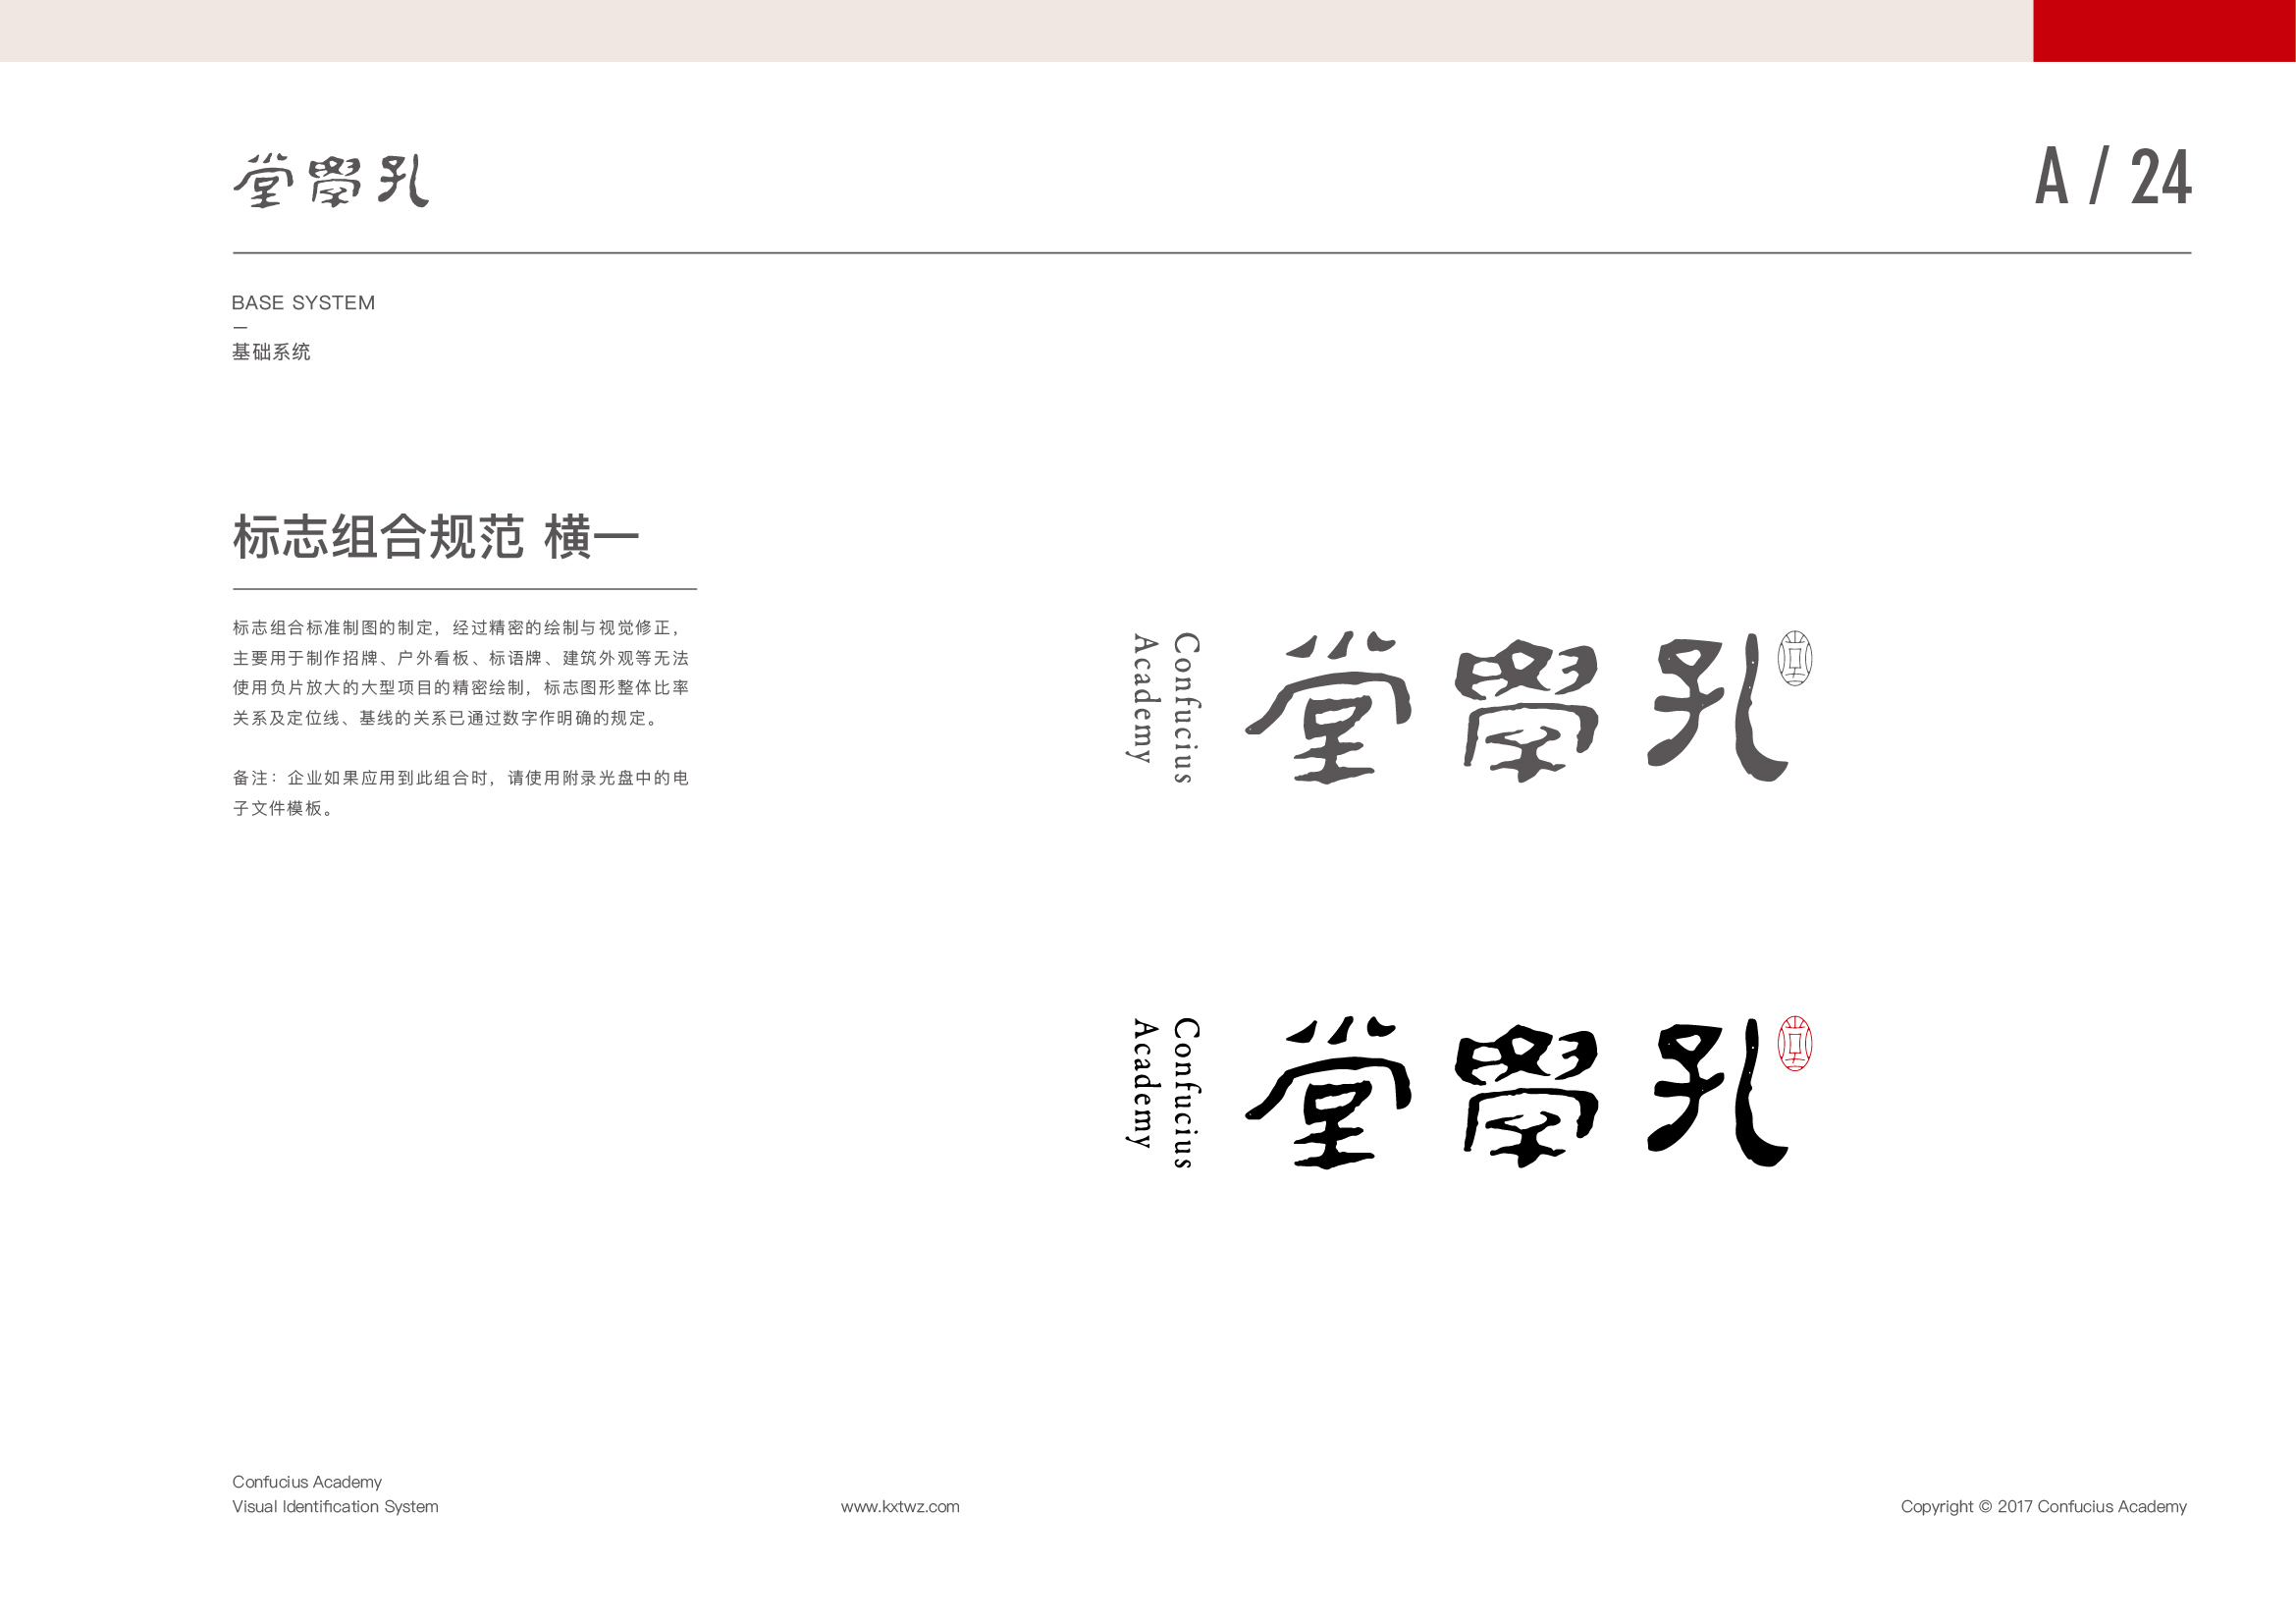 堂學孔
A / 24
BASE SYSTEM
基础系统
标志组合规范 横一
标志组合标准制图的制定，经过精密的绘制与视觉修正，
主要用于制作招牌、户外看板、标语牌、建筑外观等无法
使用负片放大的大型项目的精密绘制，标志图形整体比率
关系及定位线、基线的关系已通过数字作明确的规定。
备注：企业如果应用到此组合时，请使用附录光盘中的电
子文件模板。
堂學孔
Confucius
Academy
堂學孔
Confucius
Academy
Confucius Academy
Visual Identification System
www.kxtwz.com
Copyright © 2017 Confucius Academy